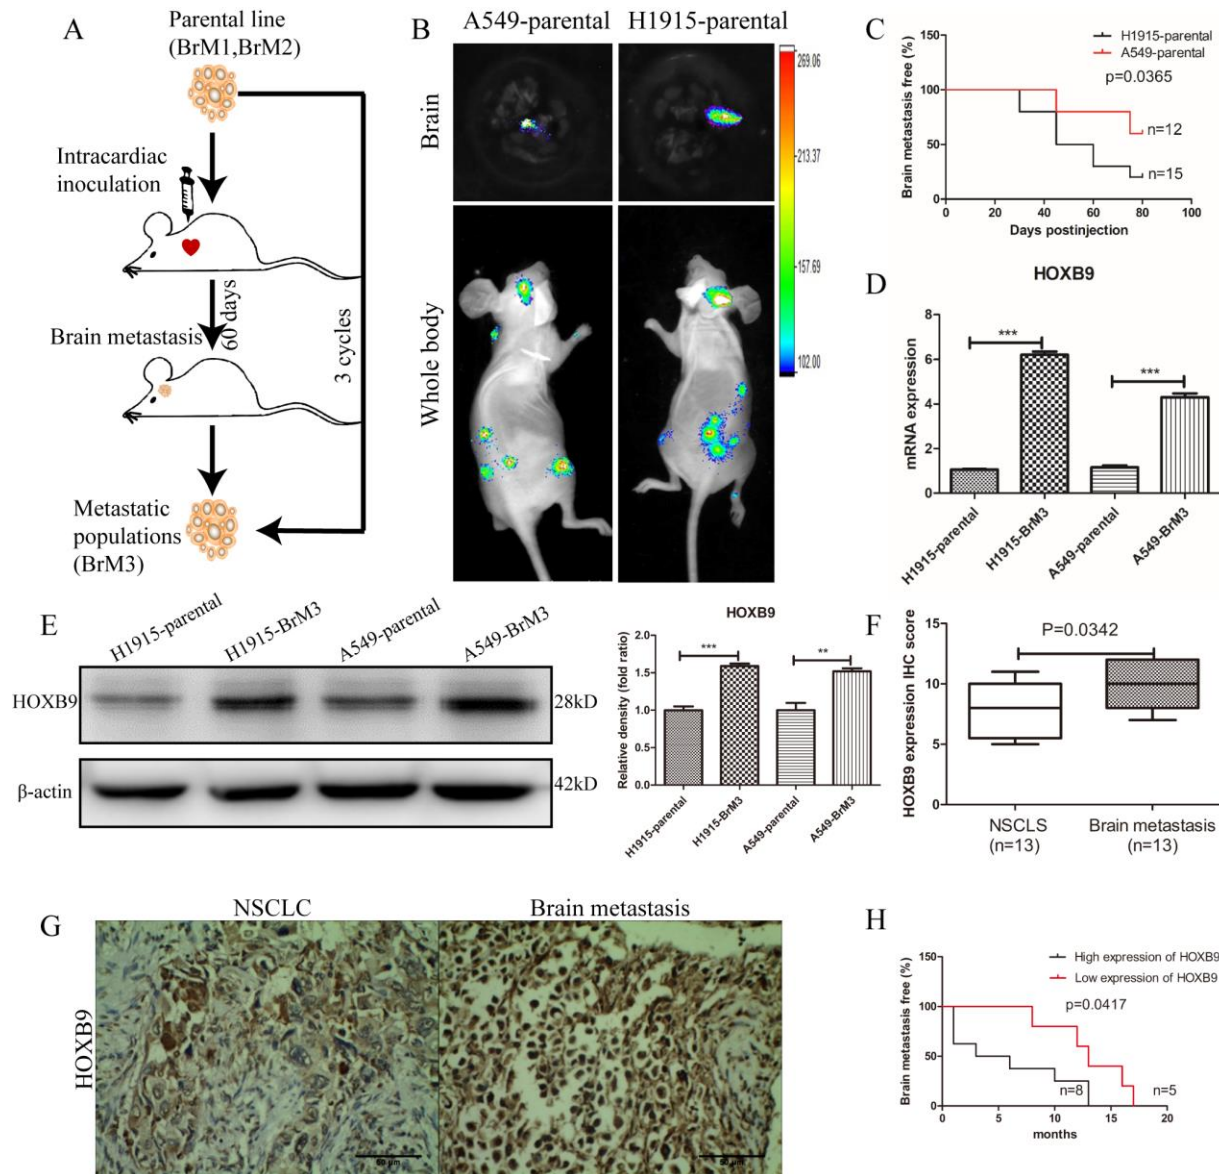 A
Parental line
(BrM1,BrM2)
Intracardiac
inoculation
60 days
Brain metastasis
3 cycles
Metastatic
populations
(BrM3)
B
A549-parental
H1915-parental
Brain
Whole body
269.06
213.37
157.69
102.00
C
H1915-parental
A549-parental
p=0.0365
Brain metastasis free (%)
150
100
50
0
n=12
n=15
0 20 40 60 80 100
Days postinjection
D
HOXB9
mRNA expression
8
6
4
2
0
***
***
H1915-parental
H1915-BrM3
A549-parental
A549-BrM3
E
H1915-parental
H1915-BrM3
A549-parental
A549-BrM3
HOXB9
28kD
β-actin
42kD
HOXB9
Relative density (fold ratio)
2.0
1.5
1.0
0.5
0.0
***
**
H1915-parental
H1915-BrM3
A549-parental
A549-BrM3
F
P=0.0342
HOXB9 expression IHC score
15
10
5
0
NSCLS
(n=13)
Brain metastasis
(n=13)
G
NSCLC
Brain metastasis
HOXB9
50 μm
50 μm
H
High expression of HOXB9
Low expression of HOXB9
p=0.0417
Brain metastasis free (%)
150
100
50
0
n=8
n=5
0 5 10 15 20
months